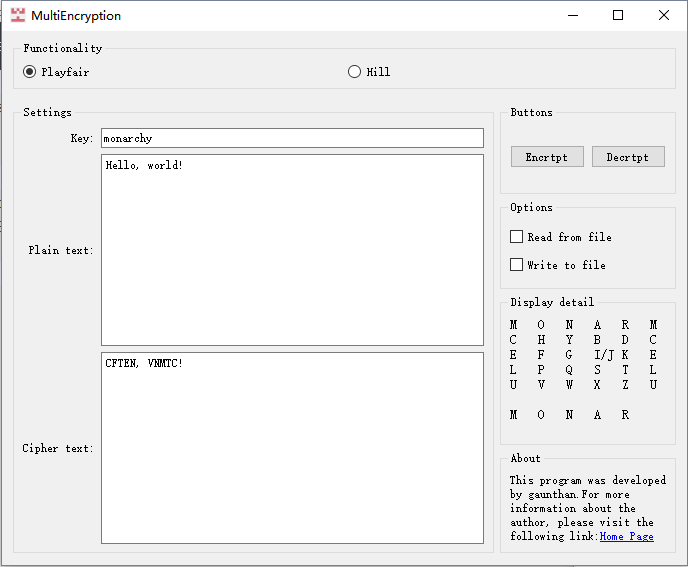 MultiEncryption
Functionality
Playfair
Hill
Settings
Key:
monarchy
Plain text:
Hello, world!
Cipher text:
CFTEN, VNMTC!
Buttons
Encrtpt
Decrtpt
Options
Read from file
Write to file
Display detail
M O N A R M
C H Y B D C
E F G I/J K E
L P Q S T L
U V W X Z U
M O N A R
About
This program was developed
by gaunthan.For more
information about the
author, please visit the
following link:Home Page